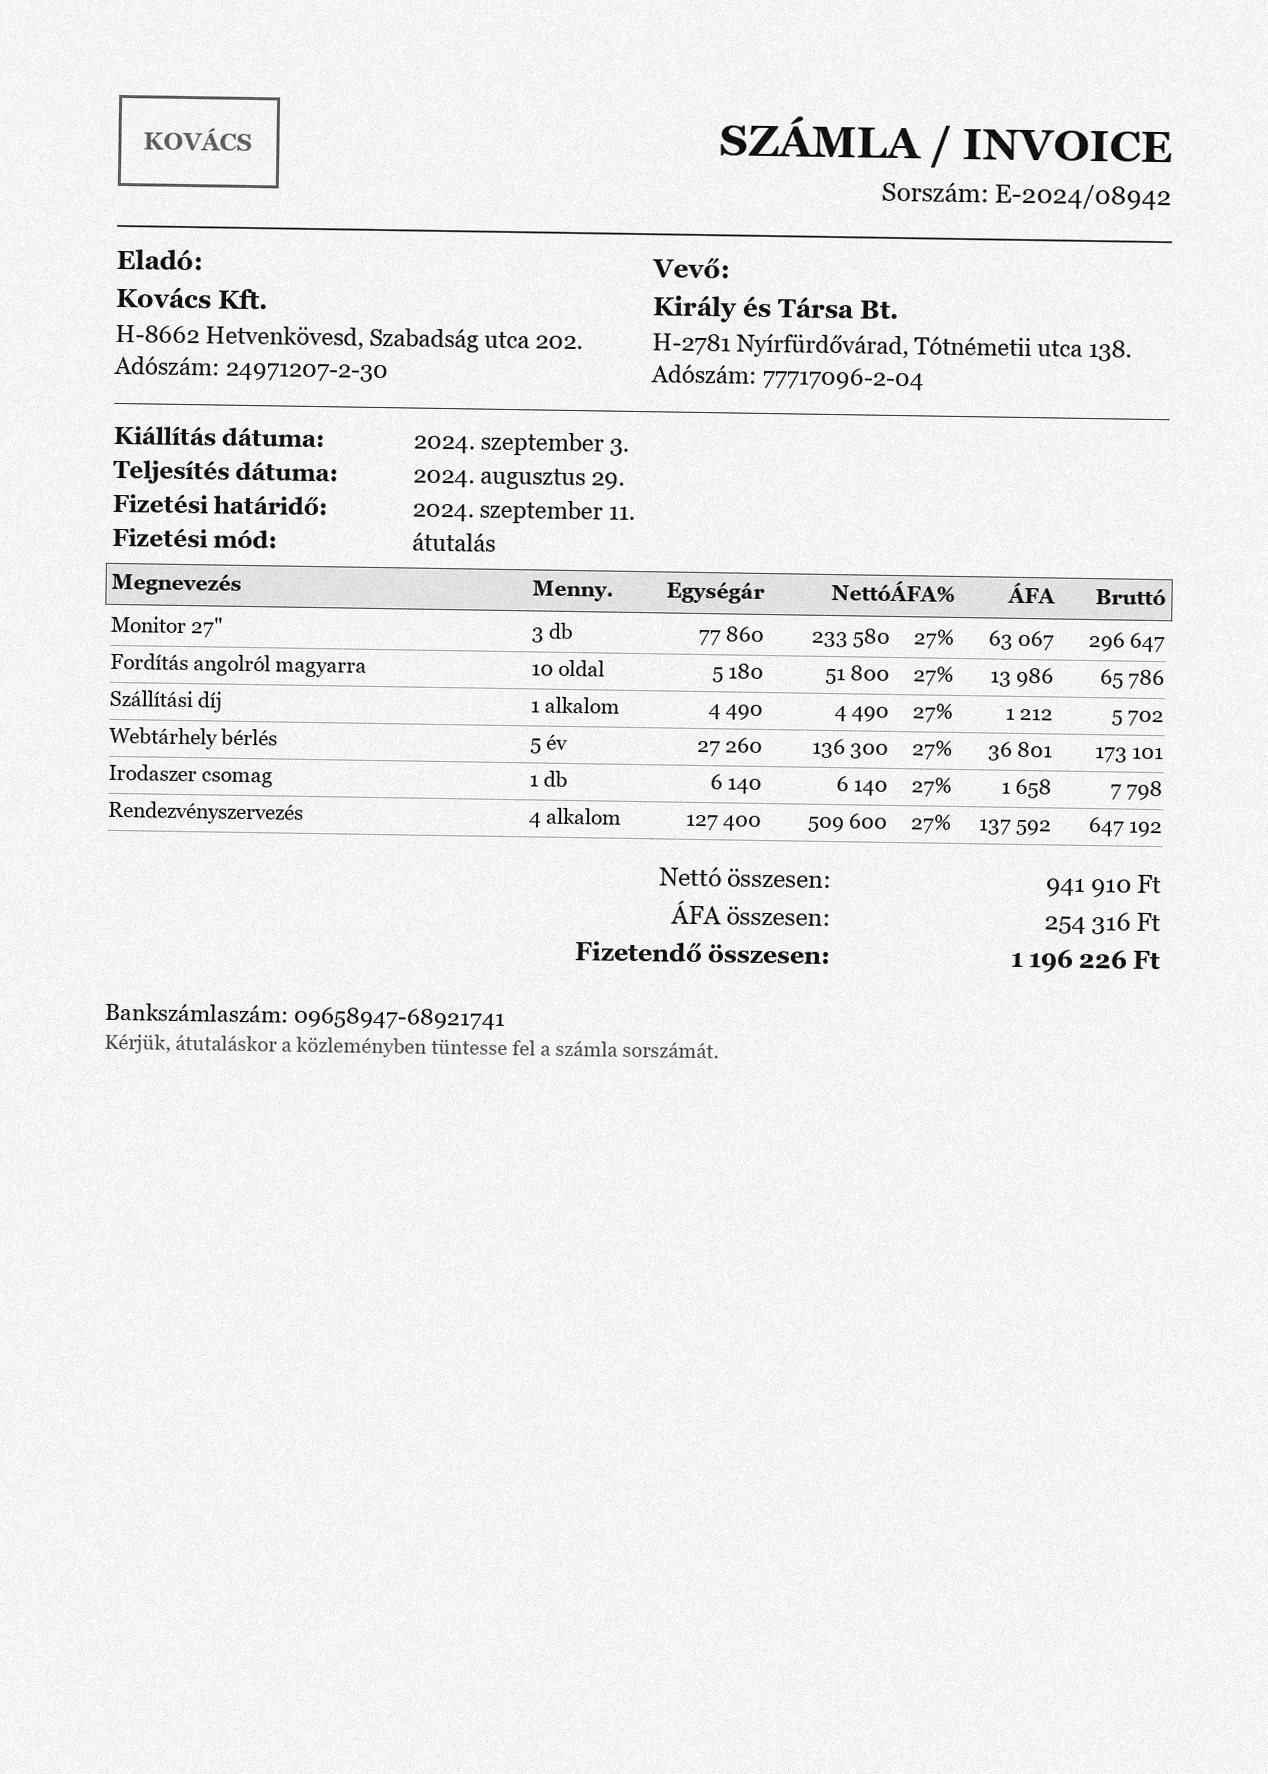 KOVÁCS
SZÁMLA / INVOICE
Sorszám: E-2024/08942
Eladó:
Kovács Kft.
H-8662 Hetvenkövesd, Szabadság utca 202.
Adószám: 24971207-2-30
Vevő:
Király és Társa Bt.
H-2781 Nyírfürdővárad, Tótnémetii utca 138.
Adószám: 77717096-2-04
Kiállítás dátuma: 2024. szeptember 3.
Teljesítés dátuma: 2024. augusztus 29.
Fizetési határidő: 2024. szeptember 11.
Fizetési mód: átutalás
Megnevezés Menny. Egységár Nettó ÁFA% ÁFA Bruttó
Monitor 27" 3 db 77 860 233 580 27% 63 067 296 647
Fordítás angolról magyarra 10 oldal 5 180 51 800 27% 13 986 65 786
Szállítási díj 1 alkalom 4 490 4 490 27% 1 212 5 702
Webtárhely bérlés 5 év 27 260 136 300 27% 36 801 173 101
Irodaszer csomag 1 db 6 140 6 140 27% 1 658 7 798
Rendezvényszervezés 4 alkalom 127 400 509 600 27% 137 592 647 192
Nettó összesen: 941 910 Ft
ÁFA összesen: 254 316 Ft
Fizetendő összesen: 1 196 226 Ft
Bankszámlaszám: 09658947-68921741
Kérjük, átutaláskor a közleményben tüntesse fel a számla sorszámát.